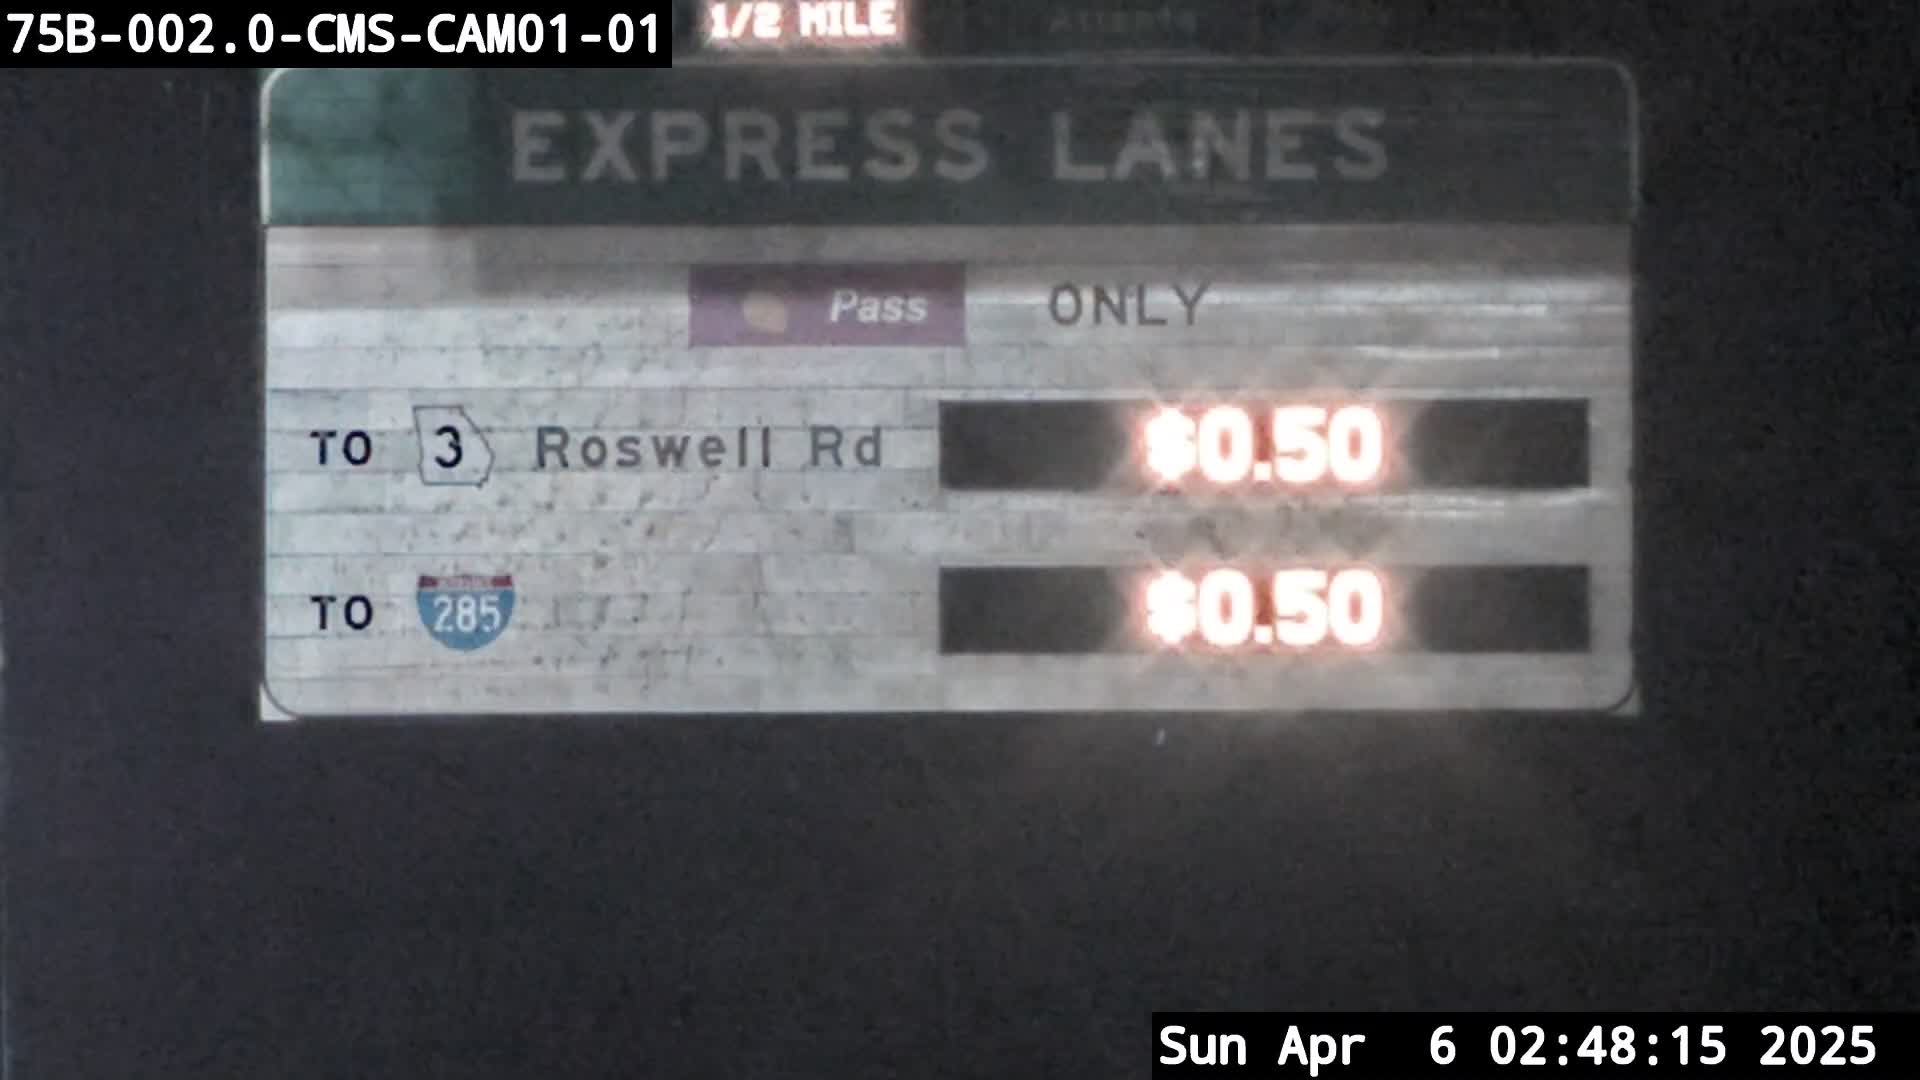 75B-002.0-CMS-CAM01-01
1/2 MILE
EXPRESS LANES
Pass ONLY
TO 3 Roswell Rd $0.50
TO 285 $0.50
Sun Apr 6 02:48:15 2025